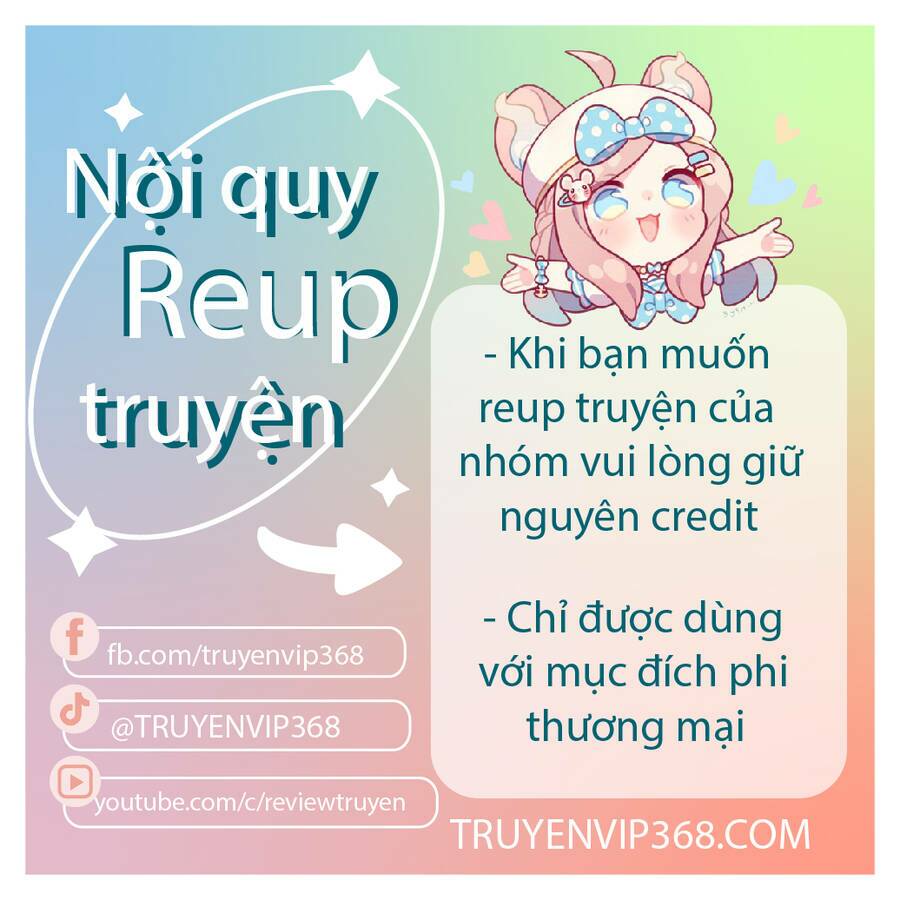 Nội quy
Reup
truyện
- Khi bạn muốn
reup truyện của
nhóm vui lòng giữ
nguyên credit
- Chỉ được dùng
với mục đích phi
thương mại
fb.com/truyenvip368
@TRUYENVIP368
youtube.com/c/reviewtruyen
TRUYENVIP368.COM